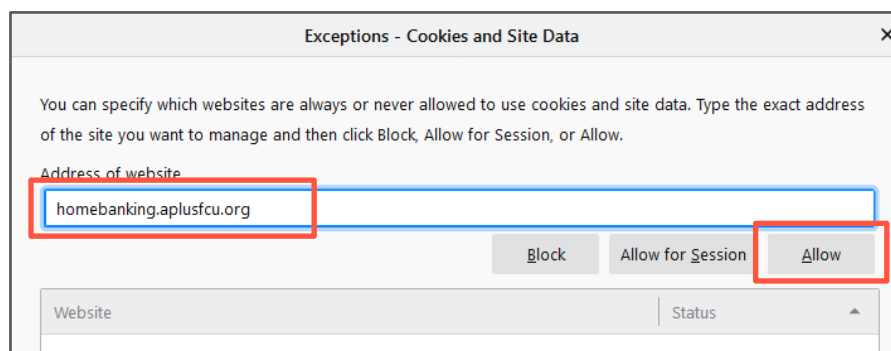 Exceptions - Cookies and Site Data
You can specify which websites are always or never allowed to use cookies and site data. Type the exact address
of the site you want to manage and then click Block, Allow for Session, or Allow.
Address of website
homebanking.aplusfcu.org
Block Allow for Session Allow
Website Status